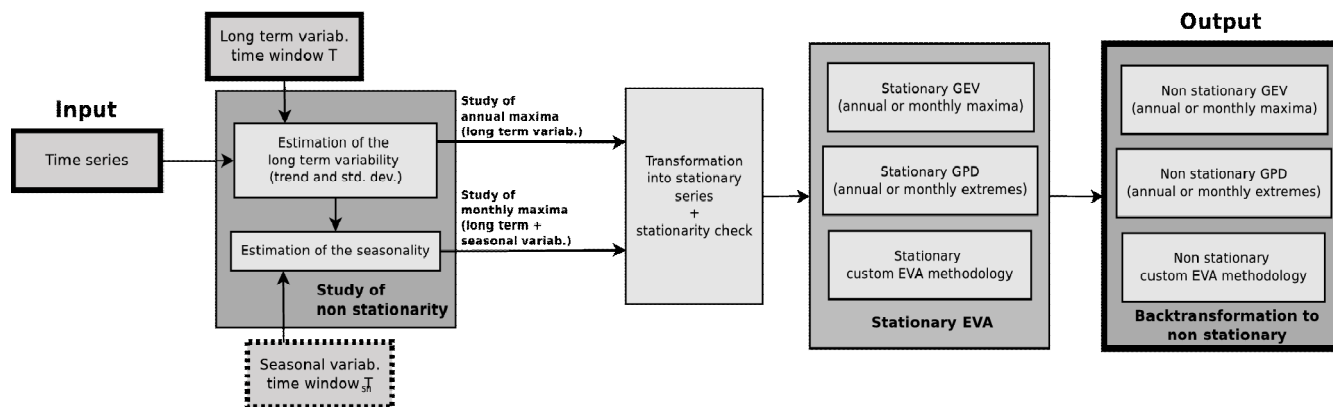 Input
Time series
Long term variab.
time window T
Estimation of the
long term variability
(trend and std. dev.)
Estimation of the seasonality
Study of
non stationarity
Seasonal variab.
time window T
sn
Study of
annual maxima
(long term variab.)
Study of
monthly maxima
(long term +
seasonal variab.)
Transformation
into stationary
series
+
stationarity check
Stationary GEV
(annual or monthly maxima)
Stationary GPD
(annual or monthly extremes)
Stationary
custom EVA methodology
Stationary EVA
Output
Non stationary GEV
(annual or monthly maxima)
Non stationary GPD
(annual or monthly extremes)
Non stationary
custom EVA methodology
Backtransformation to
non stationary